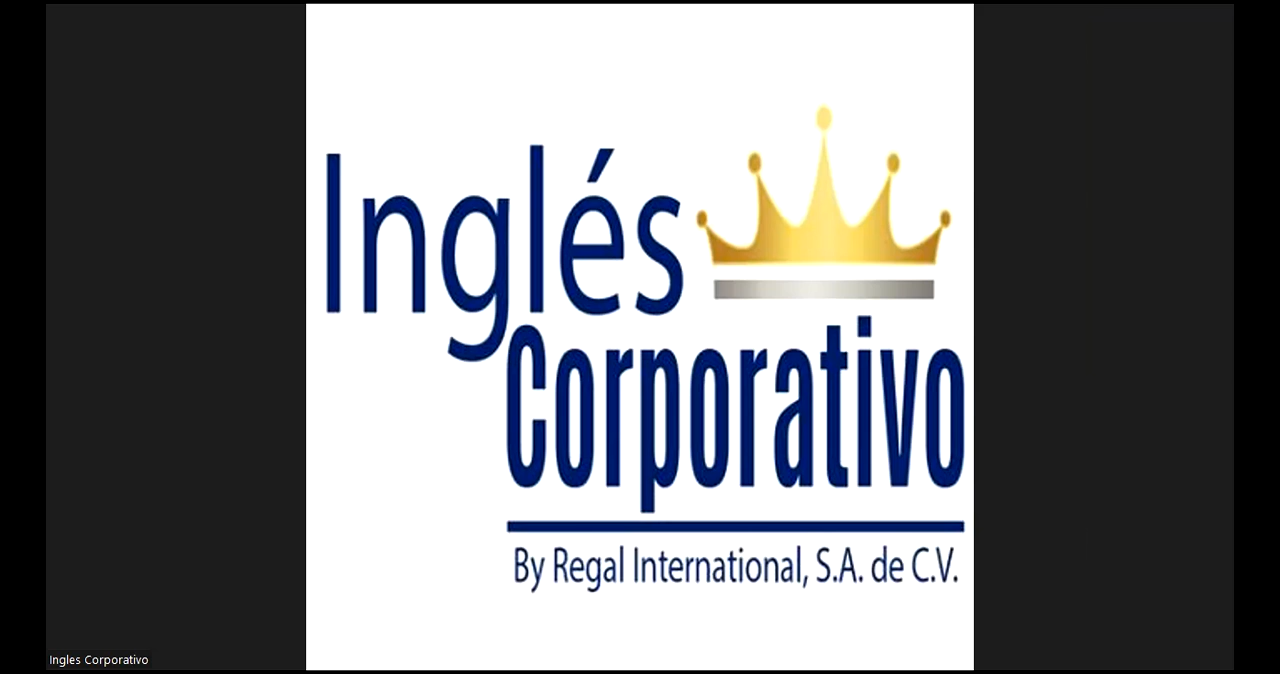 Inglés
Corporativo
By Regal International, S.A. de C.V.
Ingles Corporativo